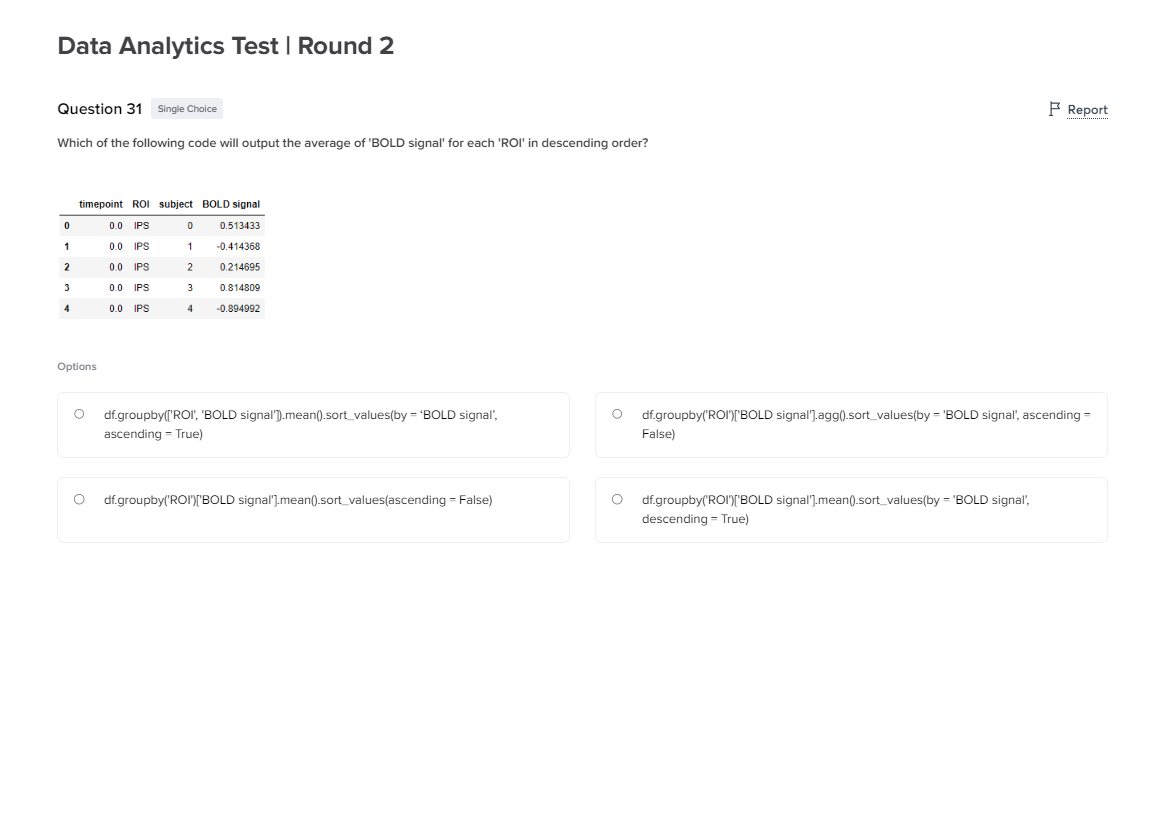 Data Analytics Test | Round 2
Question 31 Single Choice Report
Which of the following code will output the average of 'BOLD signal' for each 'ROI' in descending order?
timepoint ROI subject BOLD signal
0 0.0 IPS 0 0.513433
1 0.0 IPS 1 -0.414368
2 0.0 IPS 2 0.214695
3 0.0 IPS 3 0.814809
4 0.0 IPS 4 -0.894992
Options
df.groupby(['ROI', 'BOLD signal']).mean().sort_values(by = ‘BOLD signal’,
ascending = True)
df.groupby('ROI')['BOLD signal'].agg().sort_values(by = 'BOLD signal', ascending =
False)
df.groupby('ROI')['BOLD signal'].mean().sort_values(ascending = False)
df.groupby('ROI')['BOLD signal'].mean().sort_values(by = 'BOLD signal',
descending = True)